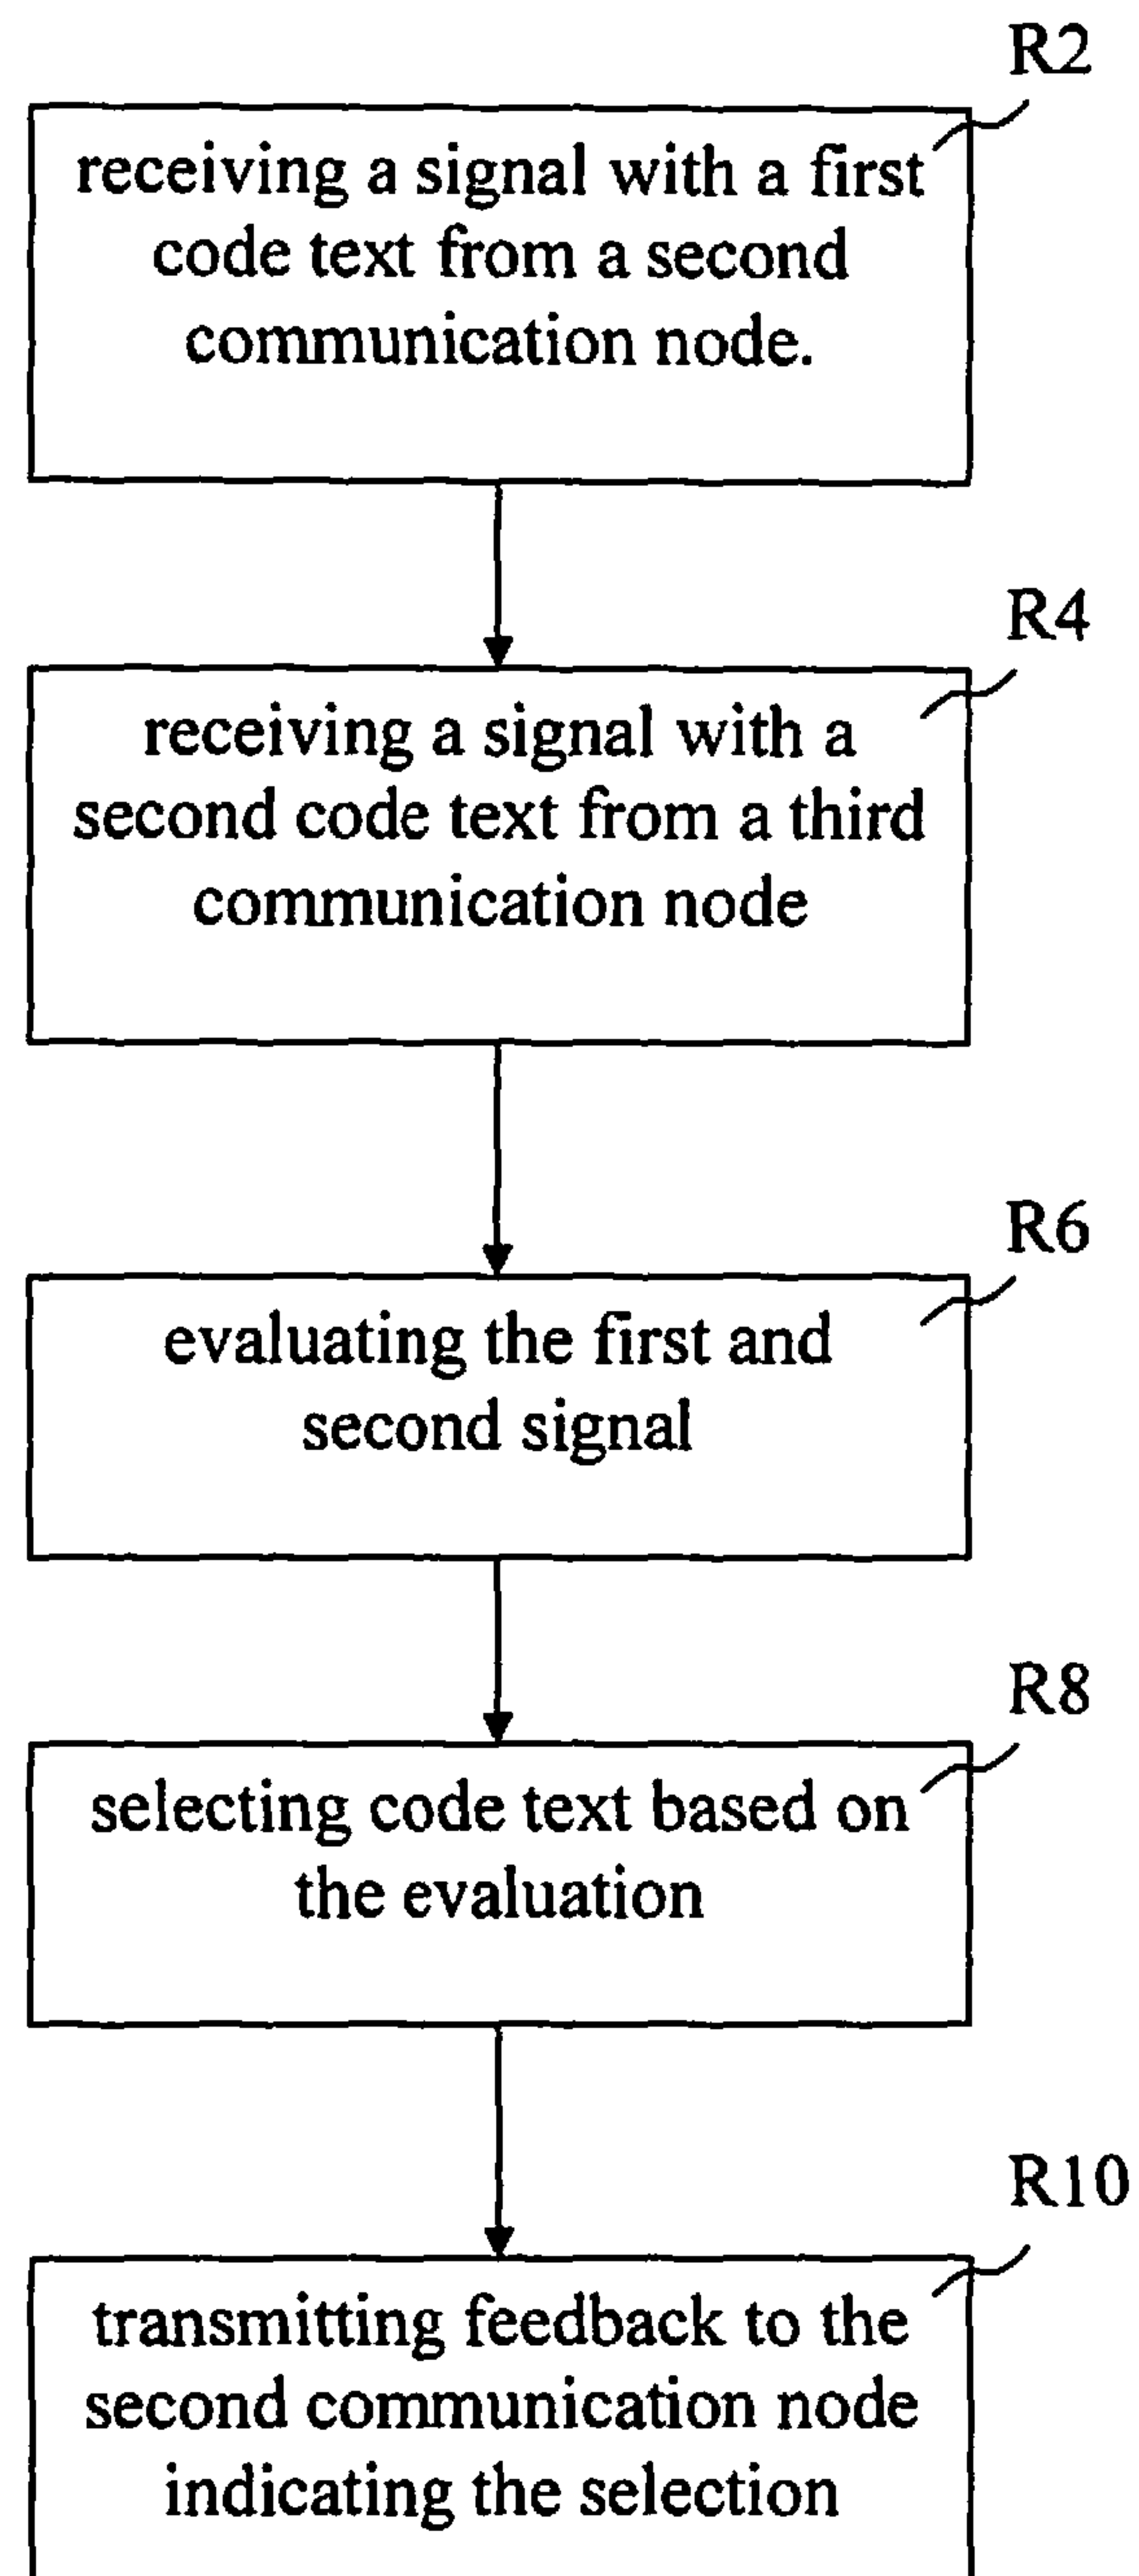 R2
receiving a signal with a first
code text from a second
communication node.
R4
receiving a signal with a
second code text from a third
communication node
R6
evaluating the first and
second signal
R8
selecting code text based on
the evaluation
R10
transmitting feedback to the
second communication node
indicating the selection